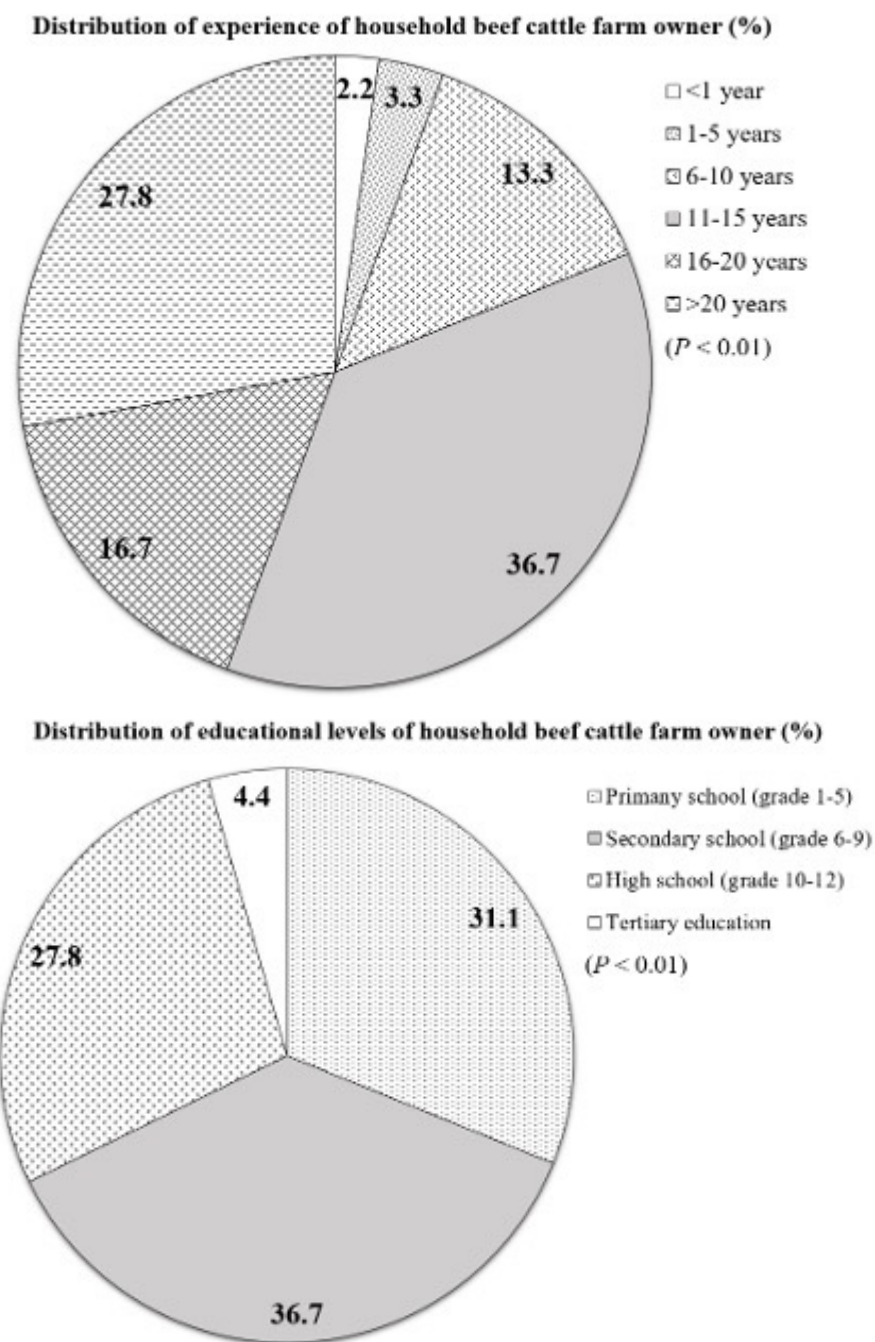 Distribution of experience of household beef cattle farm owner (%)
2.2
3.3
13.3
27.8
36.7
16.7
<1 year
1-5 years
6-10 years
11-15 years
16-20 years
>20 years
(P < 0.01)
Distribution of educational levels of household beef cattle farm owner (%)
4.4
31.1
27.8
36.7
Primany school (grade 1-5)
Secondary school (grade 6-9)
High school (grade 10-12)
Tertiary education
(P < 0.01)